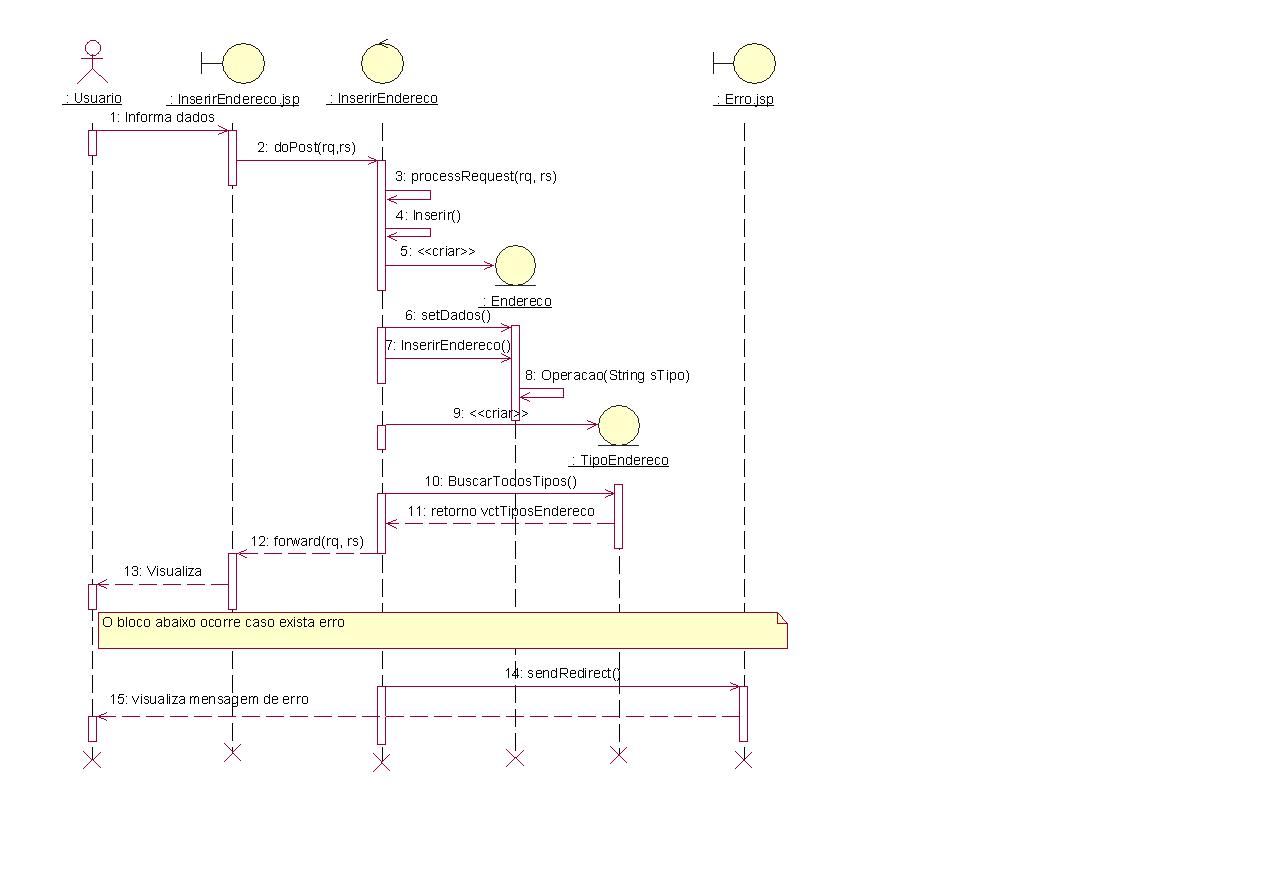 : Usuario
: InserirEndereco.jsp
: InserirEndereco
: Erro.jsp
1: Informa dados
2: doPost(rq,rs)
3: processRequest(rq, rs)
4: Inserir()
5: <<criar>>
: Endereco
6: setDados()
7: InserirEndereco()
8: Operacao(String sTipo)
9: <<criar>>
: TipoEndereco
10: BuscarTodosTipos()
11: retorno vctTiposEndereco
12: forward(rq, rs)
13: Visualiza
O bloco abaixo ocorre caso exista erro
14: sendRedirect()
15: visualiza mensagem de erro